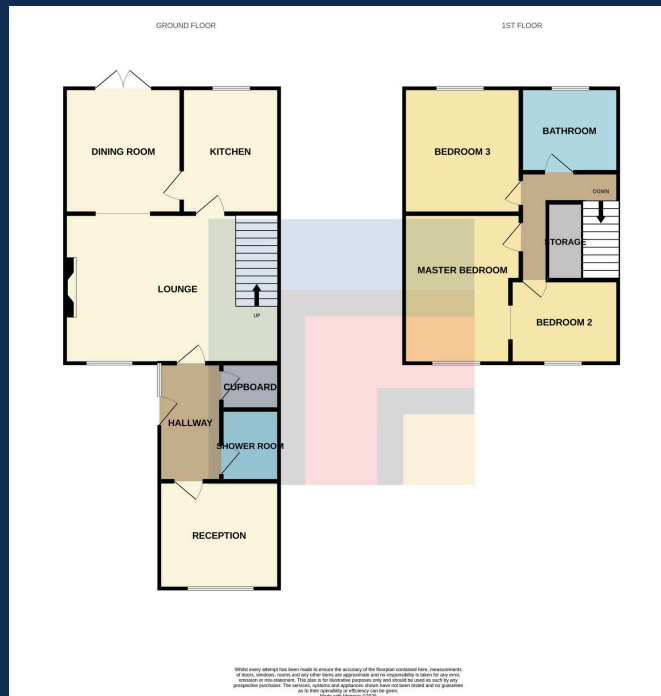 GROUND FLOOR
1ST FLOOR
DINING ROOM
KITCHEN
LOUNGE
UP
HALLWAY
CUPBOARD
SHOWER ROOM
RECEPTION
BEDROOM 3
BATHROOM
DOWN
STORAGE
MASTER BEDROOM
BEDROOM 2
Whilst every attempt has been made to ensure the accuracy of the floorplan contained here, measurements
of doors, windows, rooms and any other items are approximate and no responsibility is taken for any error,
omission or mis-statement. This plan is for illustrative purposes only and should be used as such by any
prospective purchaser. The services, systems and appliances shown have not been tested and no guarantee
as to their operability or efficiency can be given.
Made with Metropix